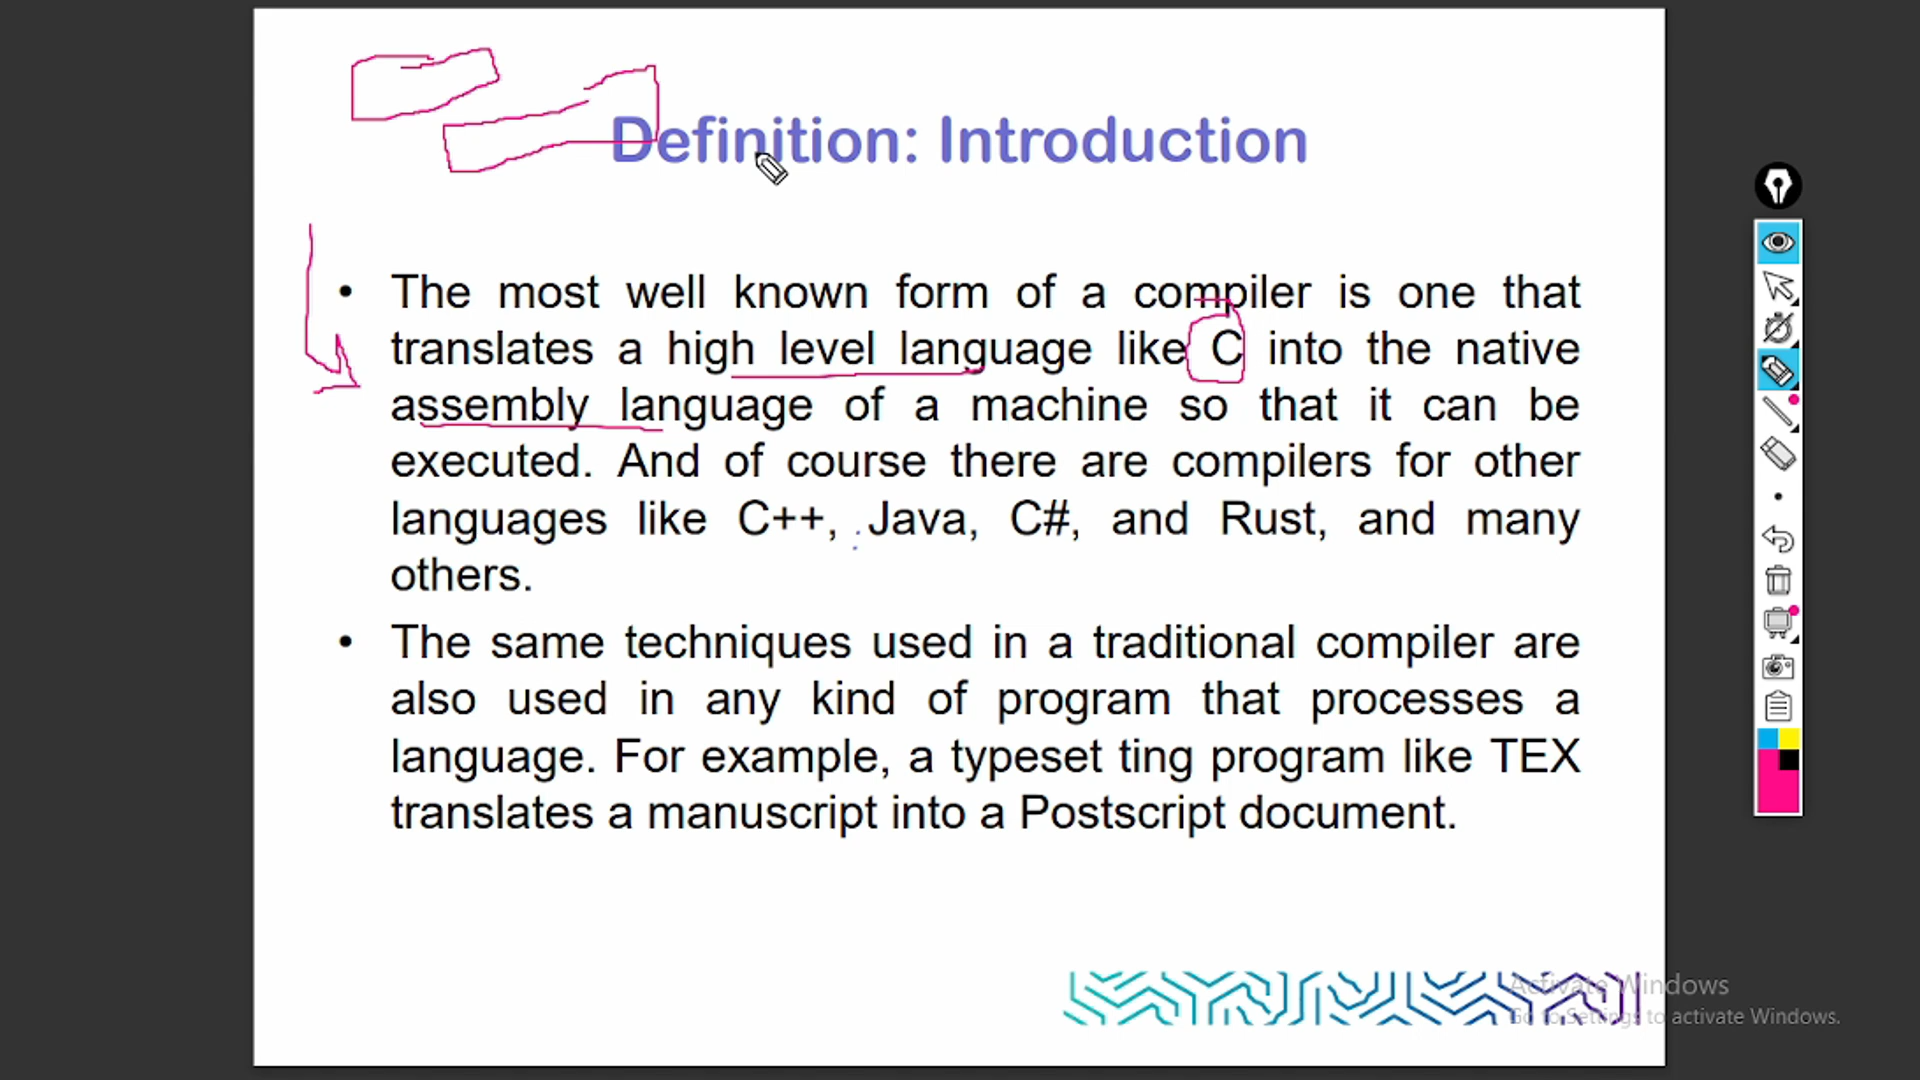 Definition: Introduction
• The most well known form of a compiler is one that
translates a high level language like C into the native
assembly language of a machine so that it can be
executed. And of course there are compilers for other
languages like C++, Java, C#, and Rust, and many
others.
• The same techniques used in a traditional compiler are
also used in any kind of program that processes a
language. For example, a typeset ting program like TEX
translates a manuscript into a Postscript document.
Activate Windows
Go to Settings to activate Windows.